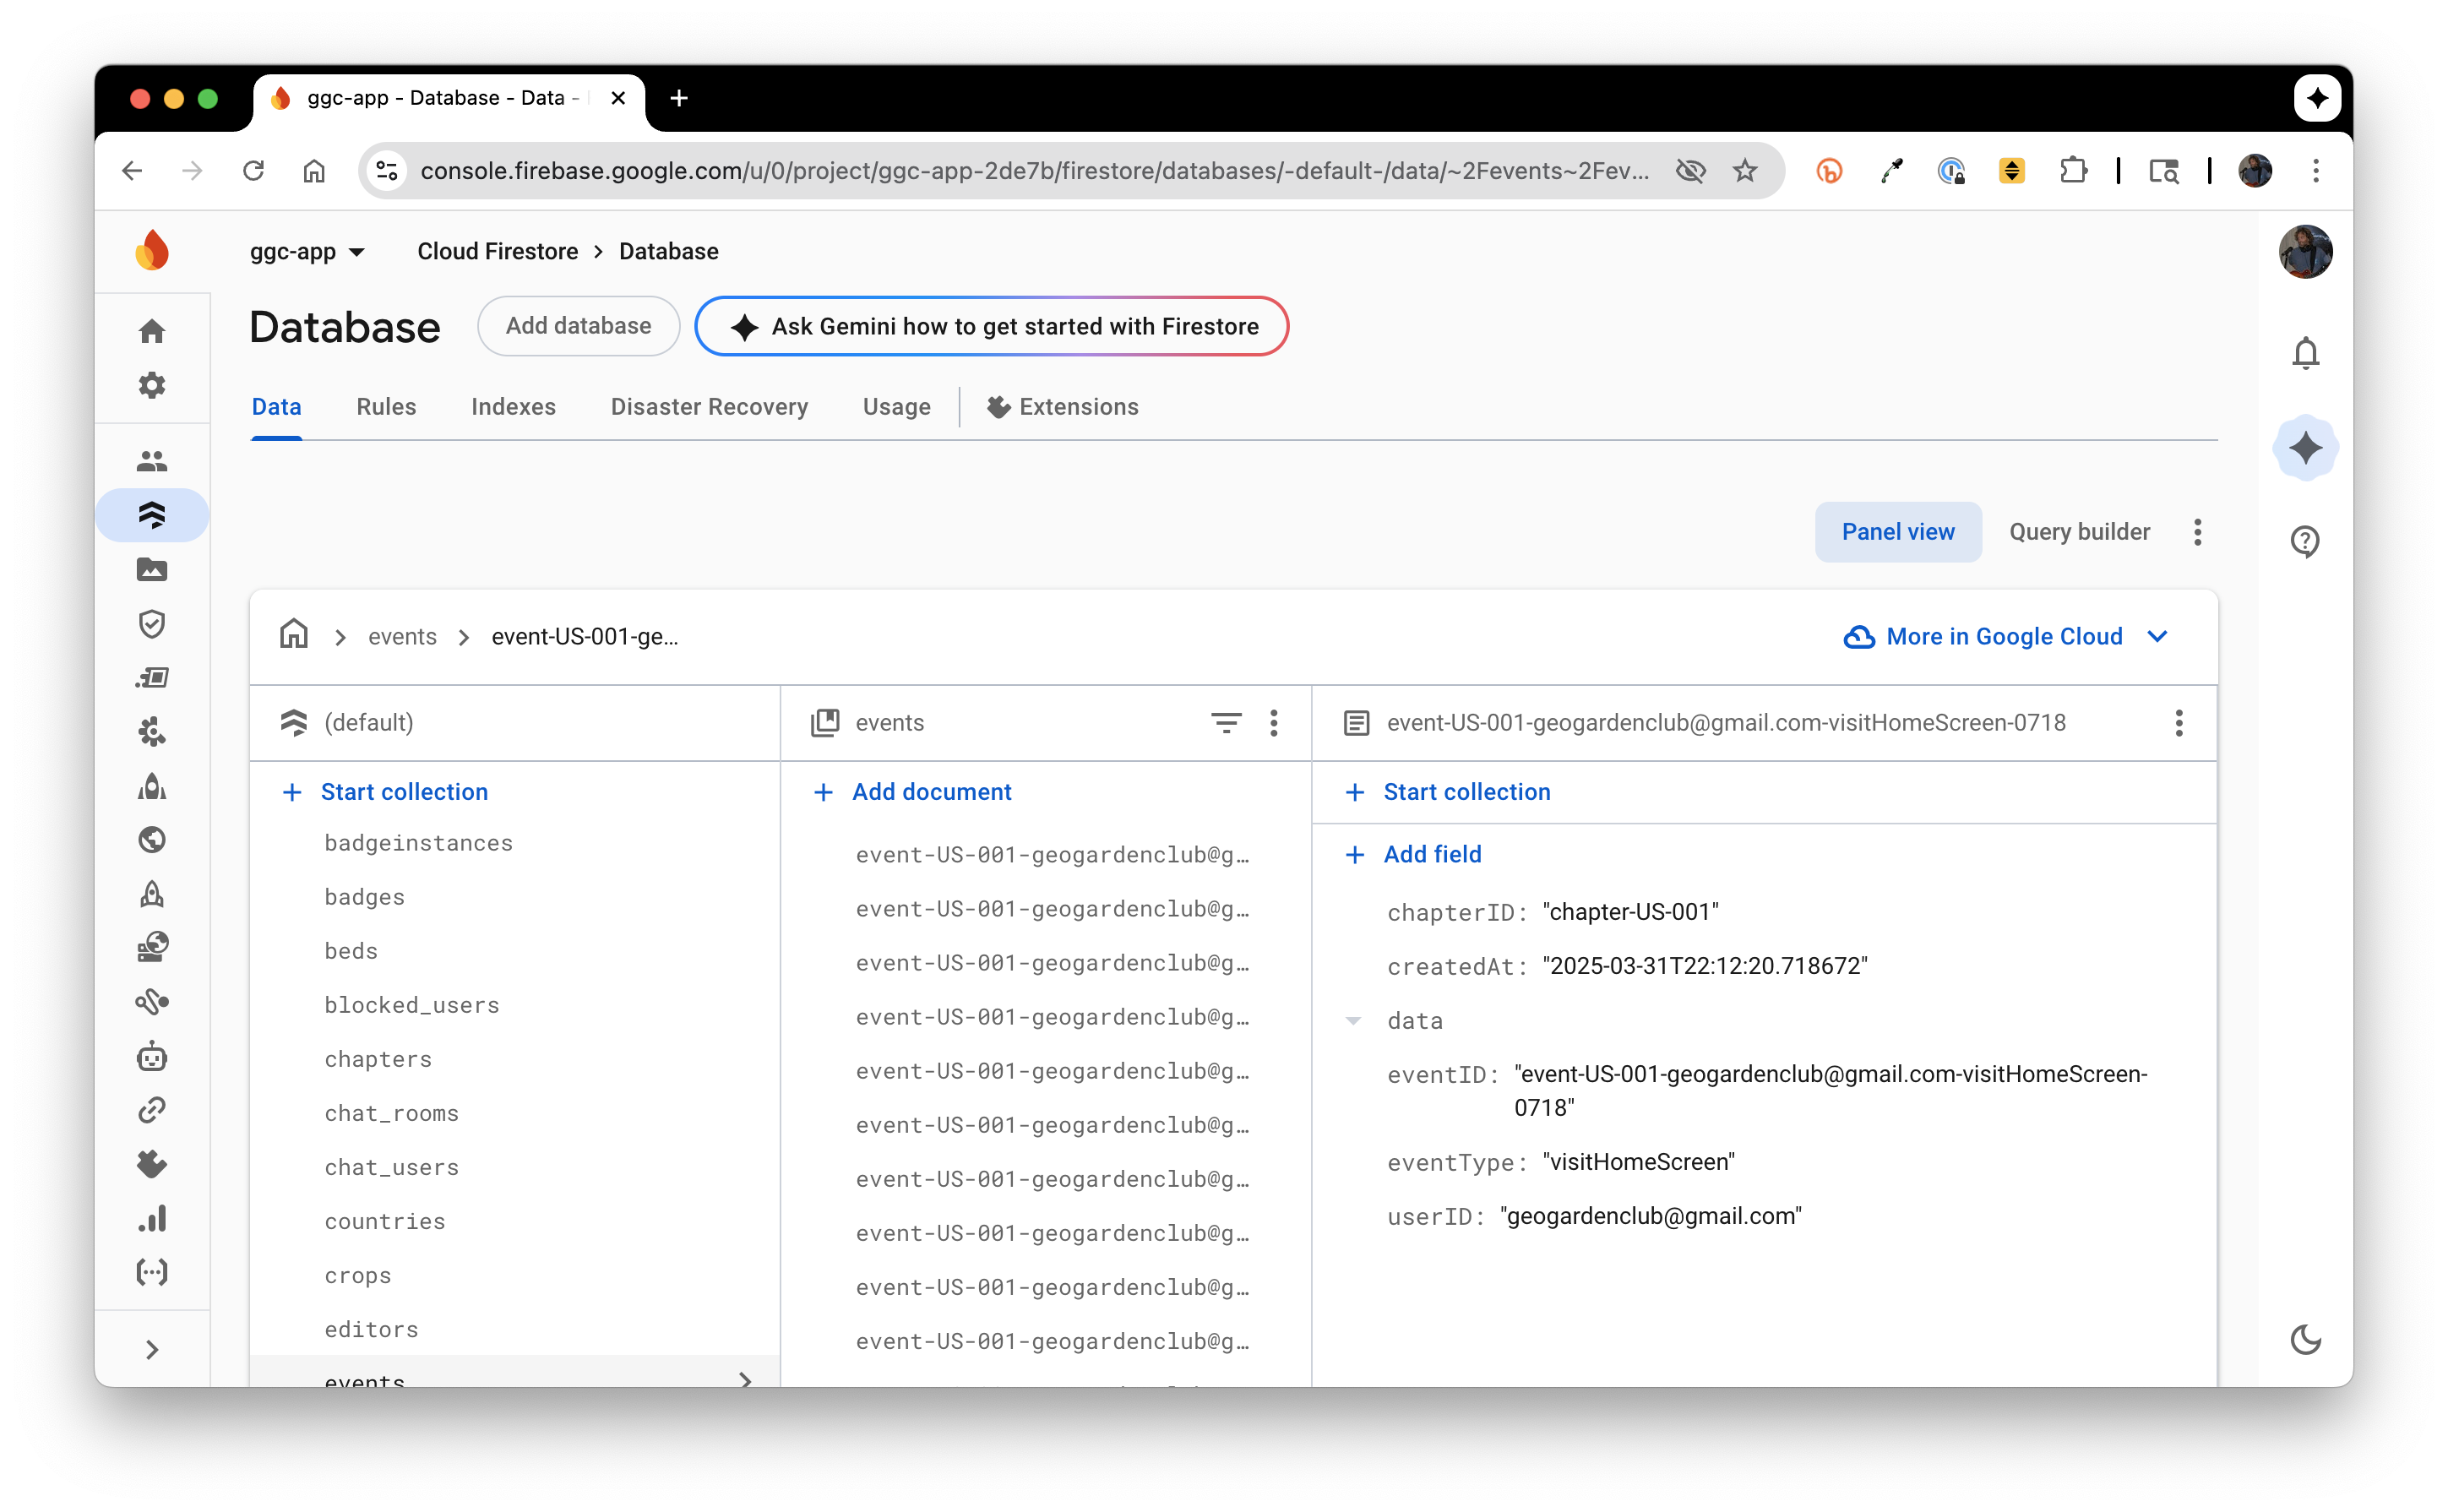 ggc-app - Database - Data -
console.firebase.google.com/u/0/project/ggc-app-2de7b/firestore/databases/-default-/data/~2Fevents~2Fev...
ggc-app
Cloud Firestore > Database
Database
Add database
Ask Gemini how to get started with Firestore
Data
Rules
Indexes
Disaster Recovery
Usage
Extensions
Panel view
Query builder
events
event-US-001-ge...
More in Google Cloud
(default)
Start collection
badgeinstances
badges
beds
blocked_users
chapters
chat_rooms
chat_users
countries
crops
editors
events
events
Add document
event-US-001-geogardenclub@g…
event-US-001-geogardenclub@g…
event-US-001-geogardenclub@g…
event-US-001-geogardenclub@g…
event-US-001-geogardenclub@g…
event-US-001-geogardenclub@g…
event-US-001-geogardenclub@g…
event-US-001-geogardenclub@g…
event-US-001-geogardenclub@g…
event-US-001-geogardenclub@g…
event-US-001-geogardenclub@gmail.com-visitHomeScreen-0718
Start collection
Add field
chapterID: "chapter-US-001"
createdAt: "2025-03-31T22:12:20.718672"
data
eventID: "event-US-001-geogardenclub@gmail.com-visitHomeScreen-
0718"
eventType: "visitHomeScreen"
userID: "geogardenclub@gmail.com"